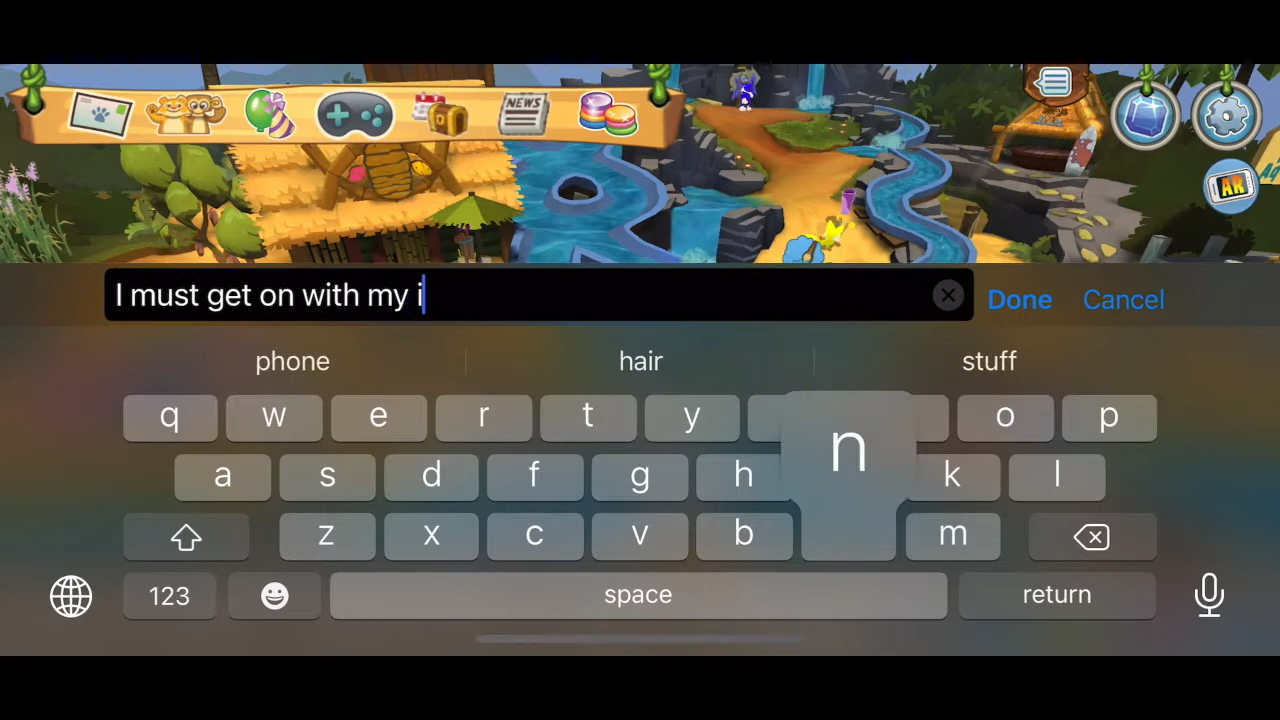 NEWS
AR
I must get on with my i
Done
Cancel
phone
hair
stuff
q w e r t y o p
n
a s d f g h k l
z x c v b m
123
space
return